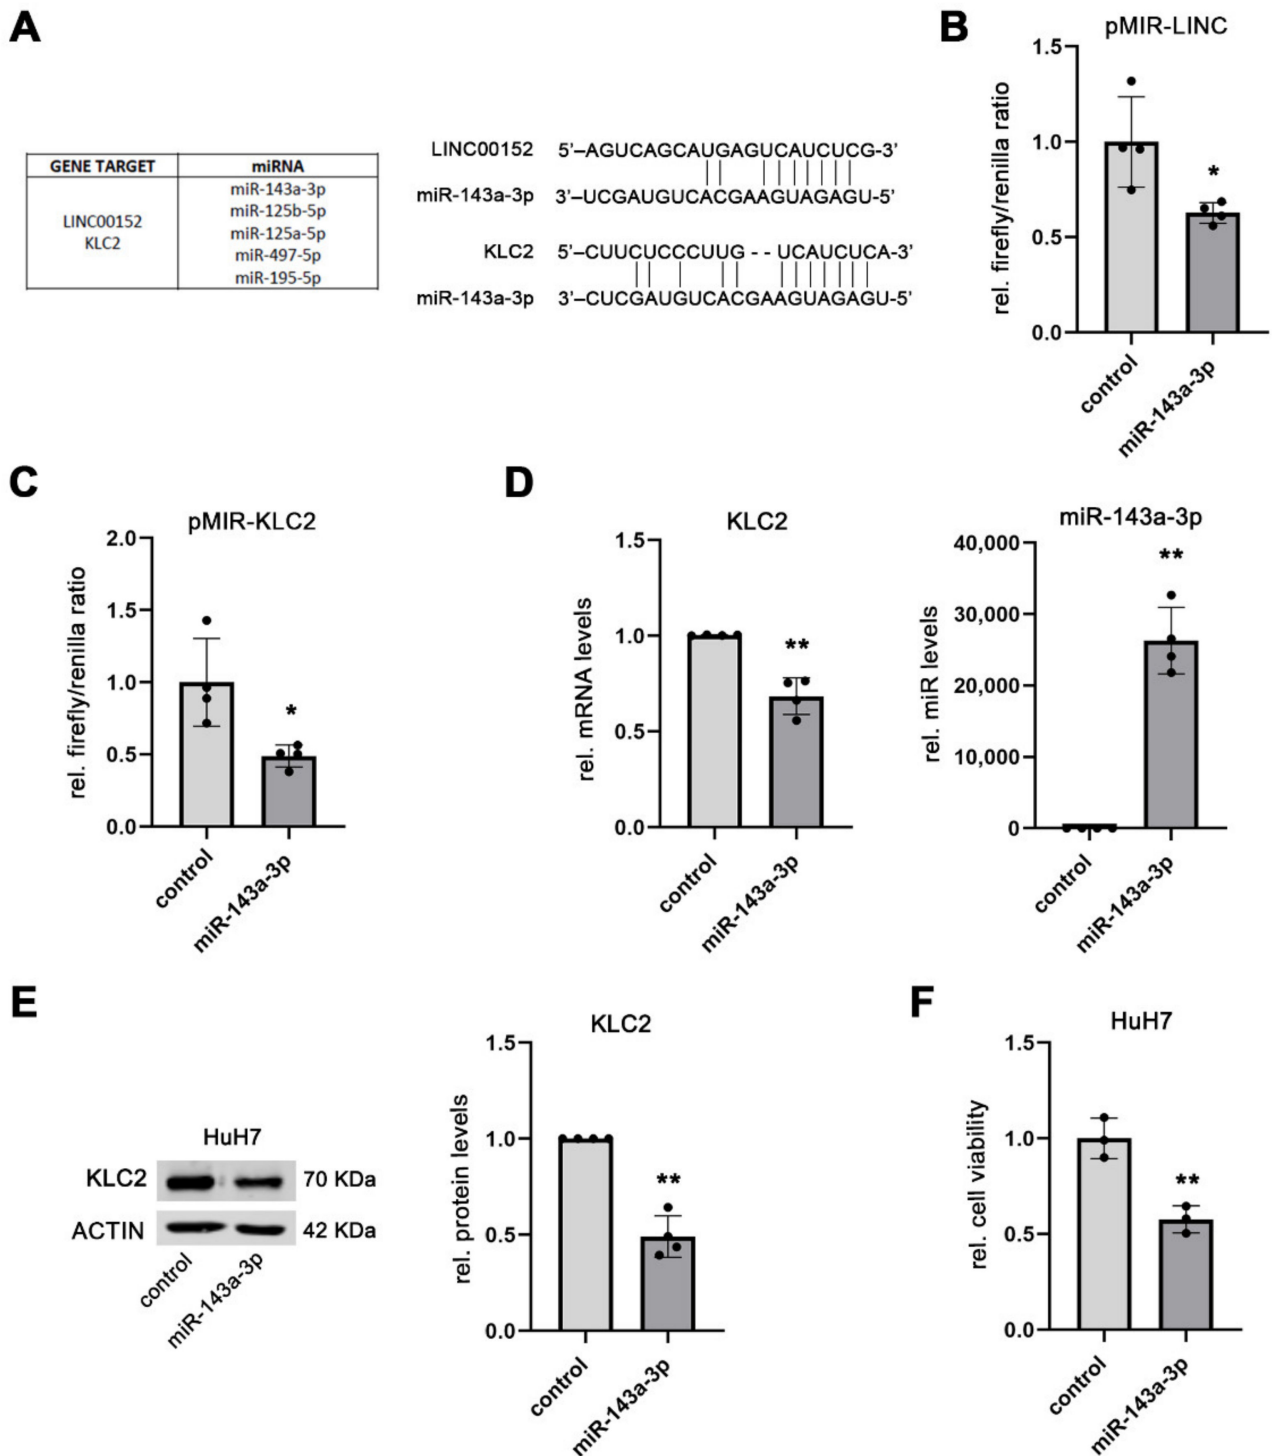 A
GENE TARGET miRNA
LINC00152
KLC2
miR-143a-3p
miR-125b-5p
miR-125a-5p
miR-497-5p
miR-195-5p
LINC00152 5'–AGUCAGCAUGAGUCAUCUCG-3'
miR-143a-3p 3'–UCGAUGUCACGAAGUAGAGU-5'
KLC2 5'–CUUCUCCCUUG - - UCAUCUCA-3'
miR-143a-3p 3'–CUCGAUGUCACGAAGUAGAGU-5'
B
pMIR-LINC
rel. firefly/renilla ratio
1.5
1.0
0.5
0.0
*
control
miR-143a-3p
C
pMIR-KLC2
rel. firefly/renilla ratio
2.0
1.5
1.0
0.5
0.0
*
control
miR-143a-3p
D
KLC2
rel. mRNA levels
1.5
1.0
0.5
0.0
**
control
miR-143a-3p
miR-143a-3p
rel. miR levels
40,000
30,000
20,000
10,000
0
**
control
miR-143a-3p
E
HuH7
KLC2 70 KDa
ACTIN 42 KDa
control
miR-143a-3p
KLC2
rel. protein levels
1.5
1.0
0.5
0.0
**
control
miR-143a-3p
F
HuH7
rel. cell viability
1.5
1.0
0.5
0.0
**
control
miR-143a-3p